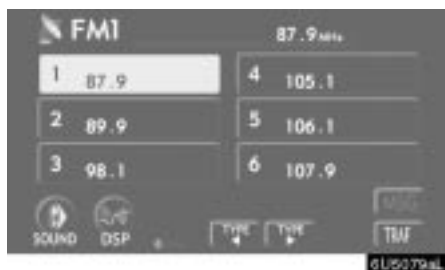 FM1 87.9 MHz
1 87.9
2 89.9
3 98.1
4 105.1
5 106.1
6 107.9
MSG
SOUND DSP TYPE TYPE TRAF
6U5079aL